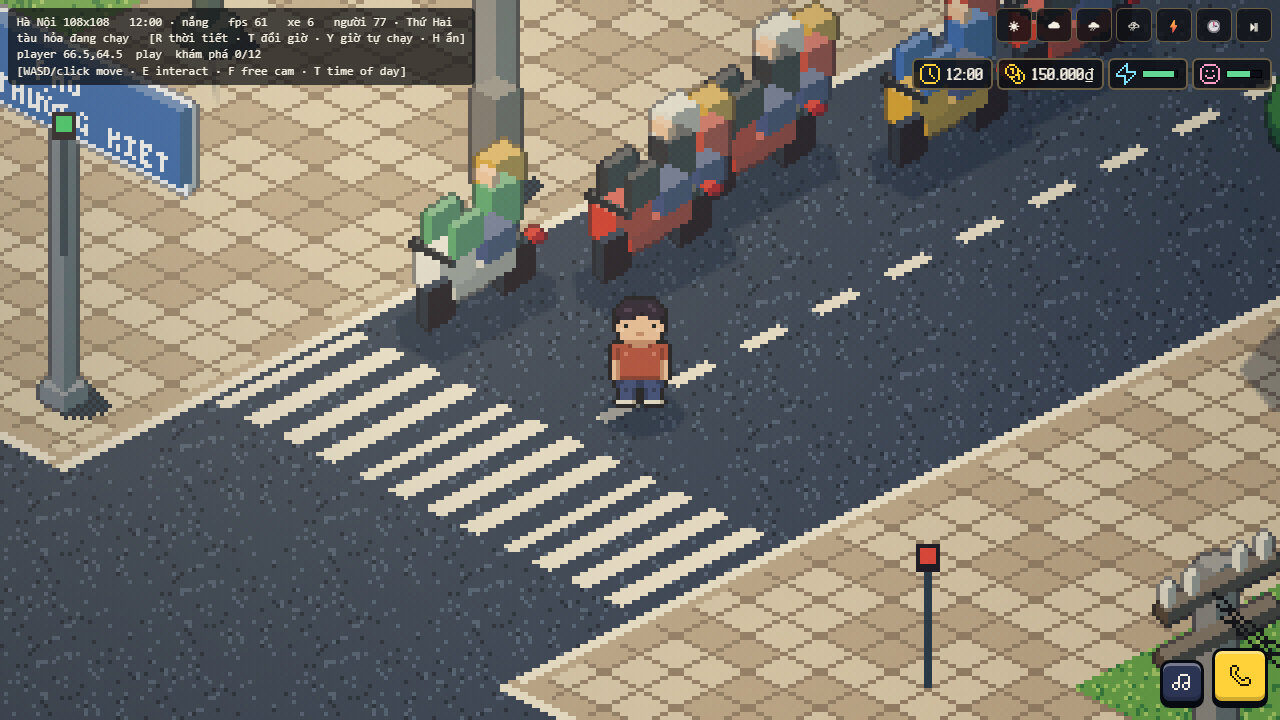 Hà Nội 108x108 12:00 · nắng fps 61 xe 6 người 77 · Thứ Hai
tàu hỏa đang chạy [R thời tiết · T đổi giờ · Y giờ tự chạy · H ẩn]
player 66.5,64.5 play khám phá 0/12
[WASD/click move · E interact · F free cam · T time of day]
12:00
150.000₫
KIỆT